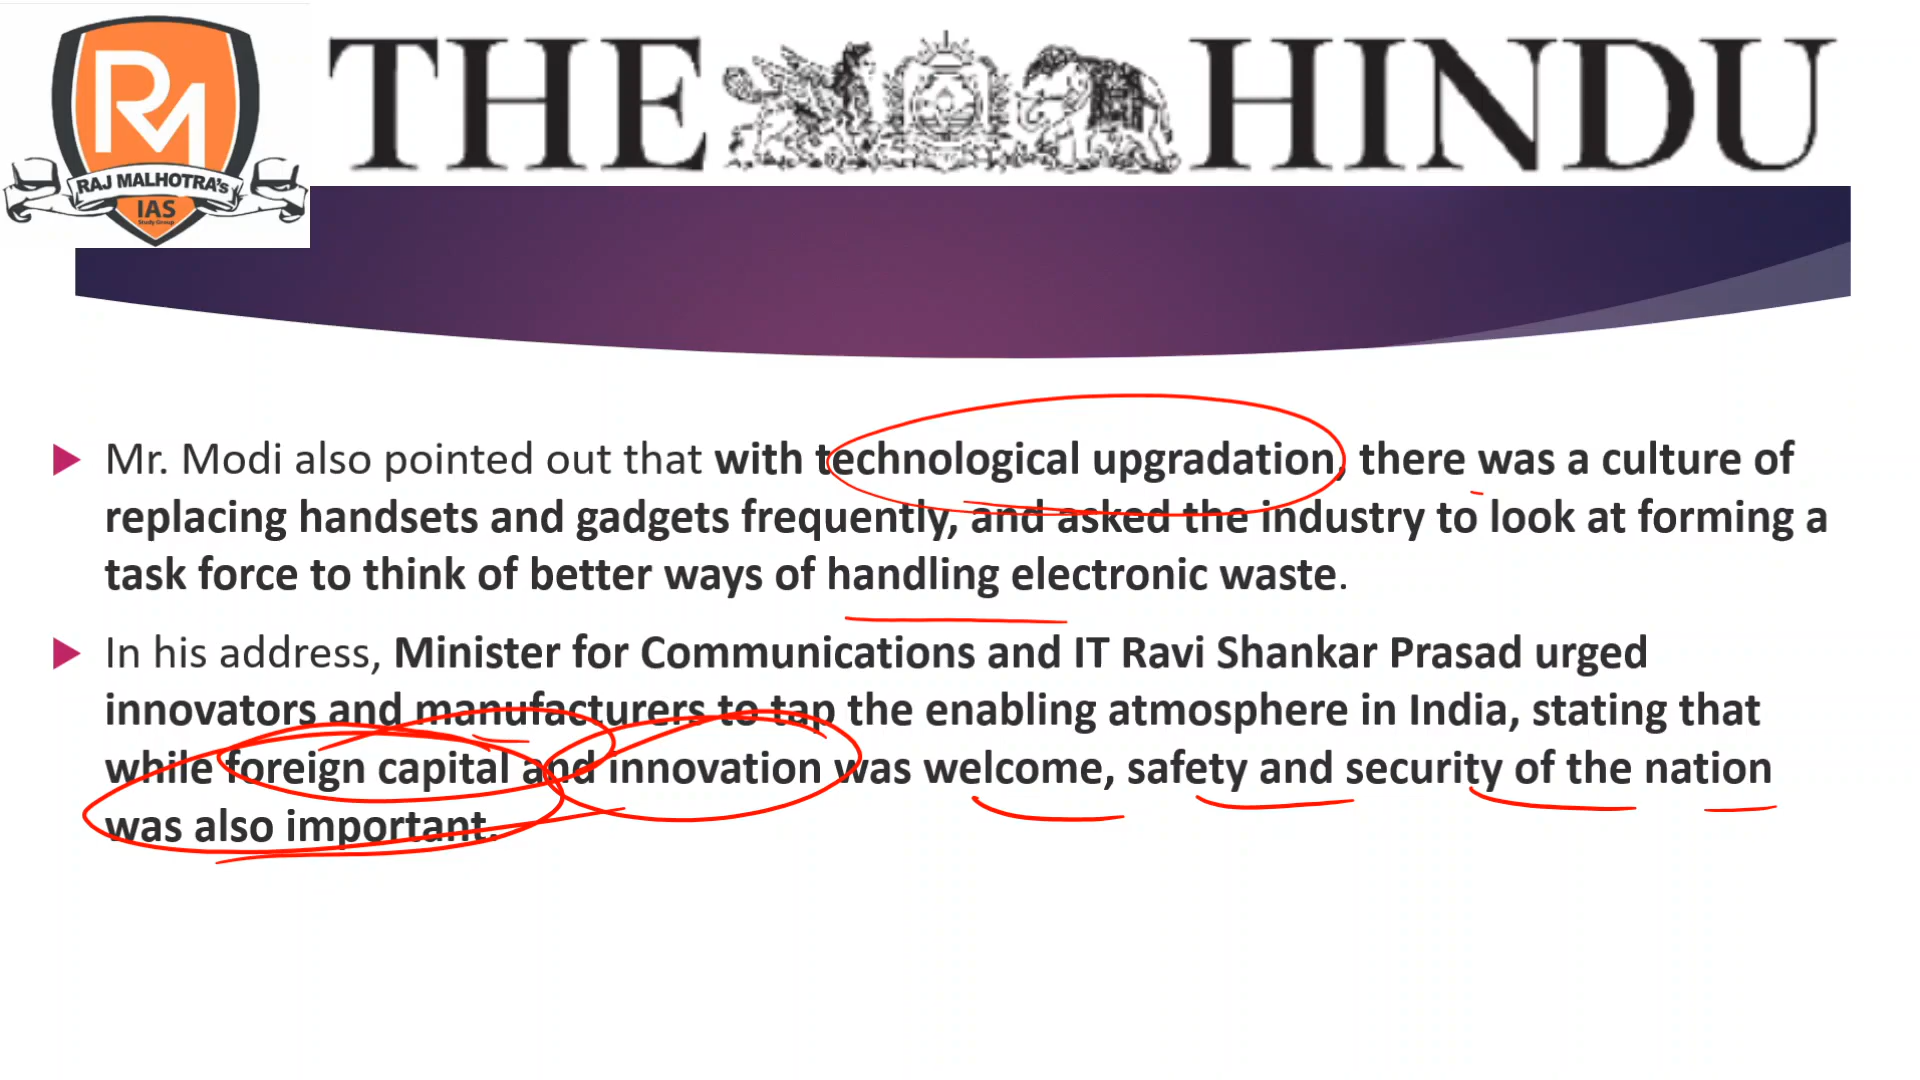 RM
RAJ MALHOTRA's
IAS
Study Group
THE HINDU
Mr. Modi also pointed out that with technological upgradation, there was a culture of
replacing handsets and gadgets frequently, and asked the industry to look at forming a
task force to think of better ways of handling electronic waste.
In his address, Minister for Communications and IT Ravi Shankar Prasad urged
innovators and manufacturers to tap the enabling atmosphere in India, stating that
while foreign capital and innovation was welcome, safety and security of the nation
was also important.